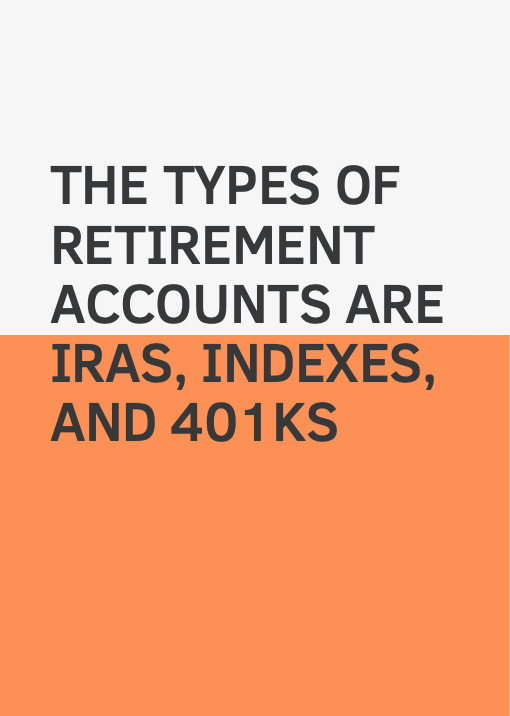 THE TYPES OF
RETIREMENT
ACCOUNTS ARE
IRAS, INDEXES,
AND 401KS